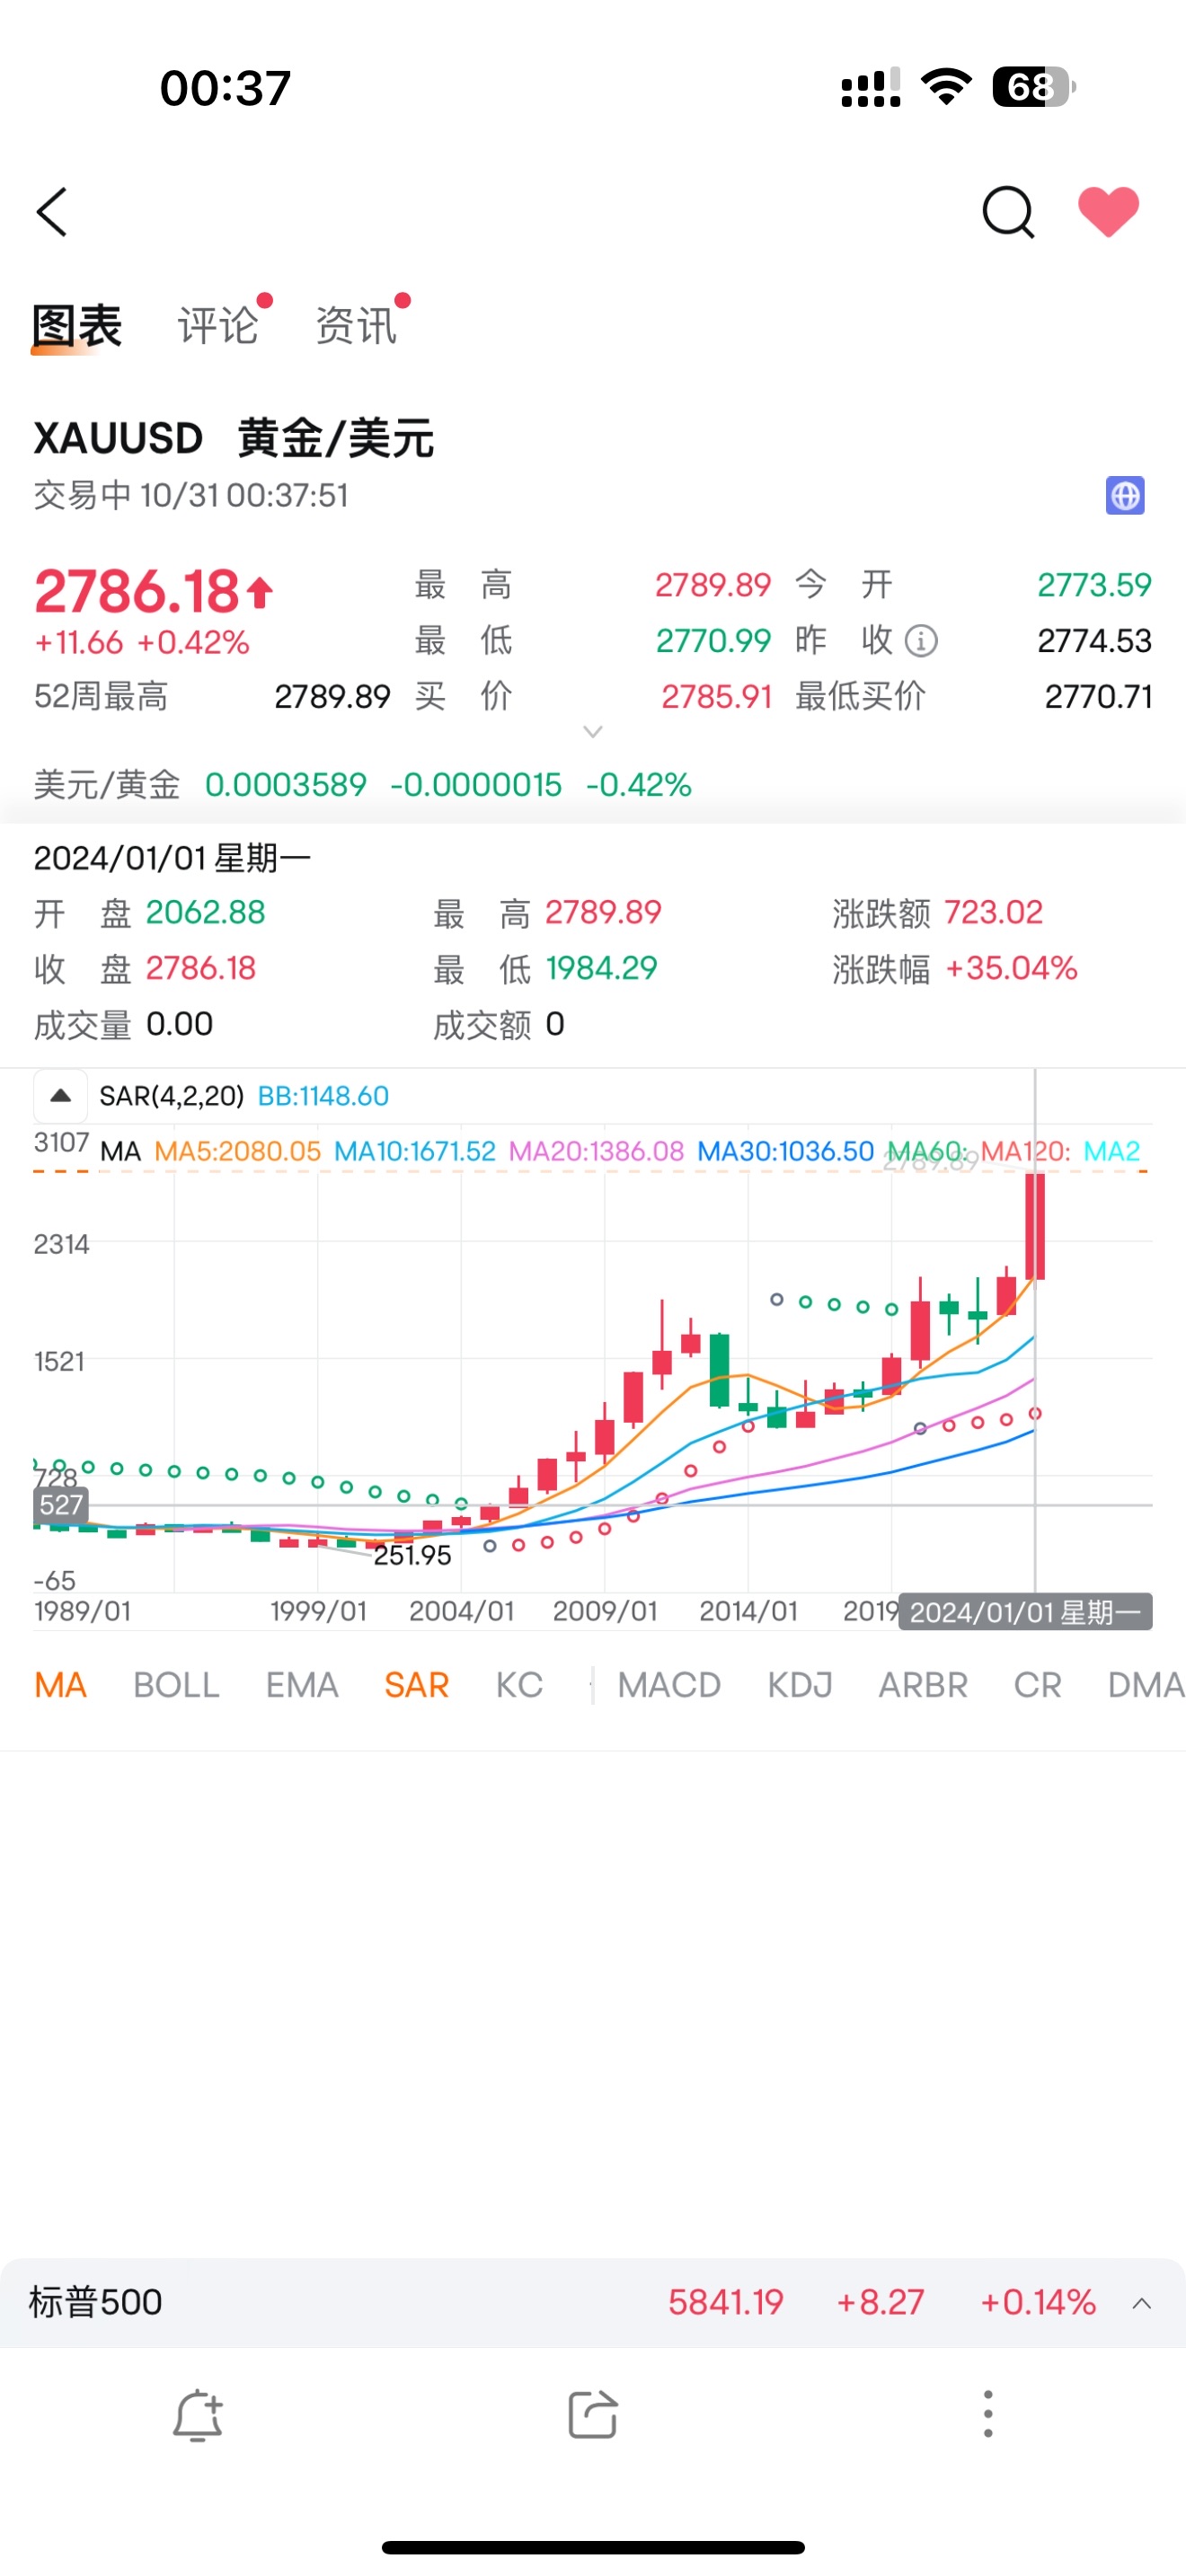 00:37
68
图表 评论 资讯
XAUUSD 黄金/美元
交易中 10/31 00:37:51
2786.18 最 高 2789.89 今 开 2773.59
+11.66 +0.42% 最 低 2770.99 昨 收 2774.53
52周最高 2789.89 买 价 2785.91 最低买价 2770.71
美元/黄金 0.0003589 -0.0000015 -0.42%
2024/01/01 星期一
开 盘 2062.88 最 高 2789.89 涨跌额 723.02
收 盘 2786.18 最 低 1984.29 涨跌幅 +35.04%
成交量 0.00 成交额 0
SAR(4,2,20) BB:1148.60
3107 MA MA5:2080.05 MA10:1671.52 MA20:1386.08 MA30:1036.50 MA60: MA120: MA2
2789.89
2314
1521
728
527
251.95
-65
1989/01 1999/01 2004/01 2009/01 2014/01 2019 2024/01/01 星期一
MA BOLL EMA SAR KC MACD KDJ ARBR CR DMA
标普500 5841.19 +8.27 +0.14%